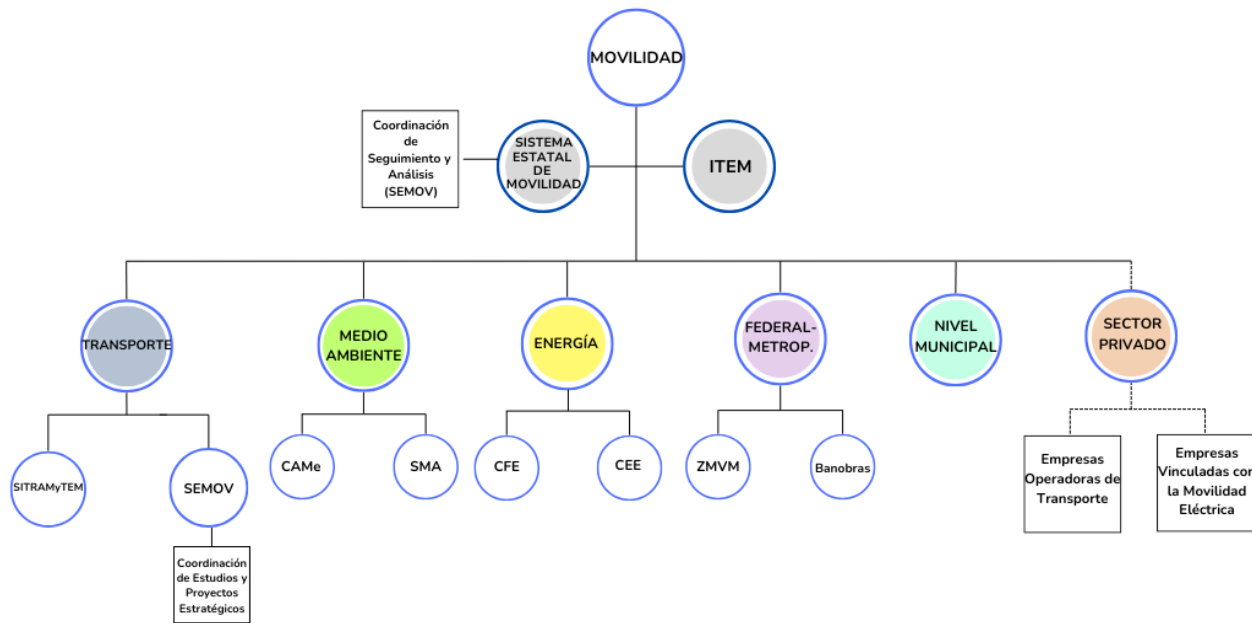 MOVILIDAD
Coordinación
de
Seguimiento y
Análisis
(SEMOV)
SISTEMA
ESTATAL
DE
MOVILIDAD
ITEM
TRANSPORTE
MEDIO
AMBIENTE
ENERGÍA
FEDERAL-
METROP.
NIVEL
MUNICIPAL
SECTOR
PRIVADO
SITRAMyTEM
SEMOV
CAMe
SMA
CFE
CEE
ZMVM
Banobras
Empresas
Operadoras de
Transporte
Empresas
Vinculadas con
la Movilidad
Eléctrica
Coordinación
de Estudios y
Proyectos
Estratégicos